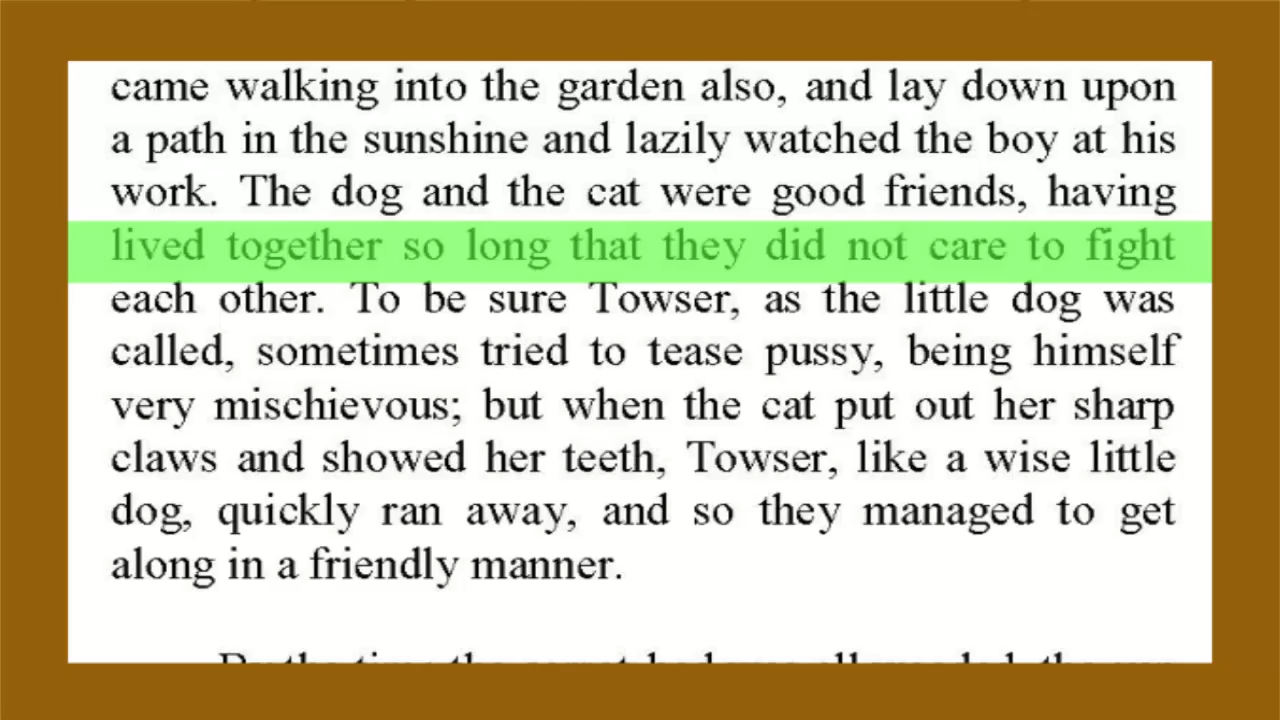 came walking into the garden also, and lay down upon
a path in the sunshine and lazily watched the boy at his
work. The dog and the cat were good friends, having
lived together so long that they did not care to fight
each other. To be sure Towser, as the little dog was
called, sometimes tried to tease pussy, being himself
very mischievous; but when the cat put out her sharp
claws and showed her teeth, Towser, like a wise little
dog, quickly ran away, and so they managed to get
along in a friendly manner.